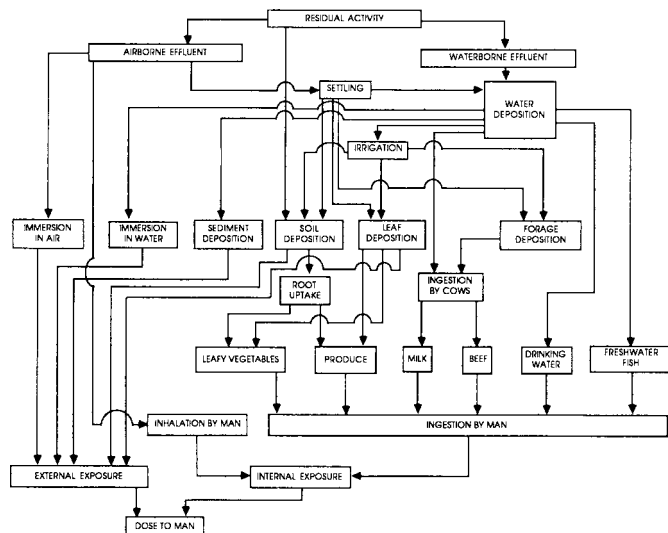 RESIDUAL ACTIVITY
AIRBORNE EFFLUENT
WATERBORNE EFFLUENT
SETTLING
WATER
DEPOSITION
IRRIGATION
IMMERSION
IN AIR
IMMERSION
IN WATER
SEDIMENT
DEPOSITION
SOIL
DEPOSITION
LEAF
DEPOSITION
FORAGE
DEPOSITION
ROOT
UPTAKE
INGESTION
BY COWS
LEAFY VEGETABLES
PRODUCE
MILK
BEEF
DRINKING
WATER
FRESHWATER
FISH
INHALATION BY MAN
INGESTION BY MAN
EXTERNAL EXPOSURE
INTERNAL EXPOSURE
DOSE TO MAN